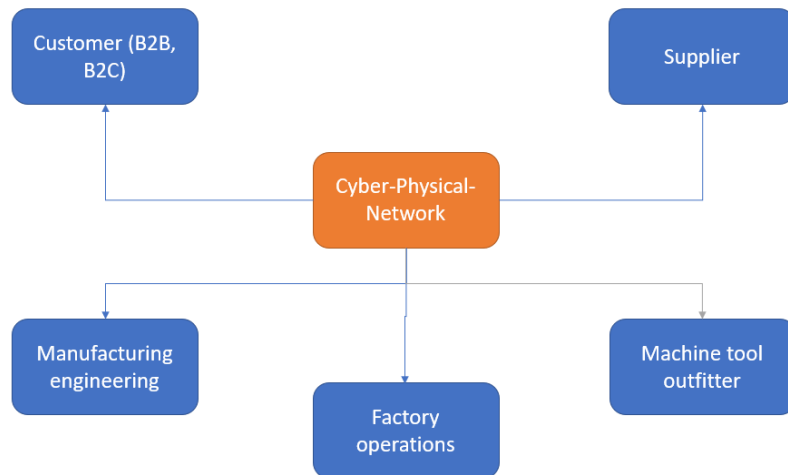 Customer (B2B,
B2C)
Supplier
Cyber-Physical-
Network
Manufacturing
engineering
Machine tool
outfitter
Factory
operations